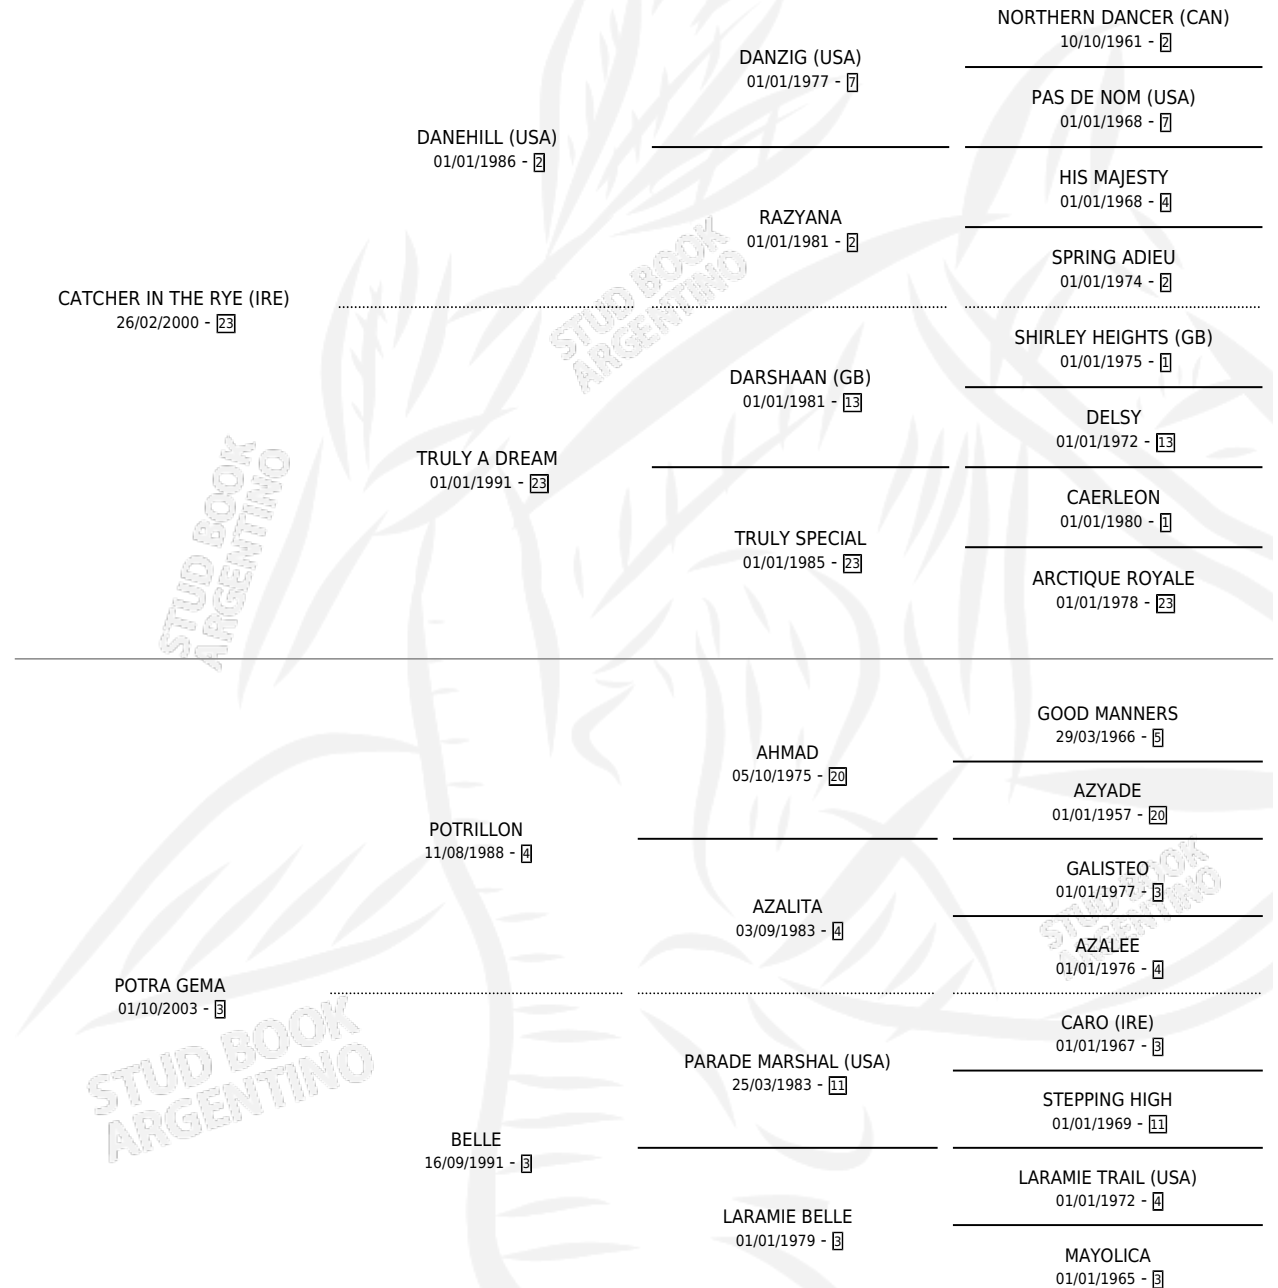 NORTHERN DANCER (CAN)
10/10/1961 - 2
DANZIG (USA)
01/01/1977 - 7
PAS DE NOM (USA)
01/01/1968 - 7
DANEHILL (USA)
01/01/1986 - 2
HIS MAJESTY
01/01/1968 - 4
RAZYANA
01/01/1981 - 2
SPRING ADIEU
01/01/1974 - 2
CATCHER IN THE RYE (IRE)
26/02/2000 - 23
SHIRLEY HEIGHTS (GB)
01/01/1975 - 1
DARSHAAN (GB)
01/01/1981 - 13
DELSY
01/01/1972 - 13
TRULY A DREAM
01/01/1991 - 23
CAERLEON
01/01/1980 - 1
TRULY SPECIAL
01/01/1985 - 23
ARCTIQUE ROYALE
01/01/1978 - 23
GOOD MANNERS
29/03/1966 - 5
AHMAD
05/10/1975 - 20
AZYADE
01/01/1957 - 20
POTRILLON
11/08/1988 - 4
GALISTEO
01/01/1977 - 3
AZALITA
03/09/1983 - 4
AZALEE
01/01/1976 - 4
POTRA GEMA
01/10/2003 - 3
CARO (IRE)
01/01/1967 - 3
PARADE MARSHAL (USA)
25/03/1983 - 11
STEPPING HIGH
01/01/1969 - 11
BELLE
16/09/1991 - 3
LARAMIE TRAIL (USA)
01/01/1972 - 4
LARAMIE BELLE
01/01/1979 - 3
MAYOLICA
01/01/1965 - 3
STUD BOOK
ARGENTINO
STUD BOOK
ARGENTINO
STUD BOOK
ARGENTINO
STUD BOOK
ARGENTINO